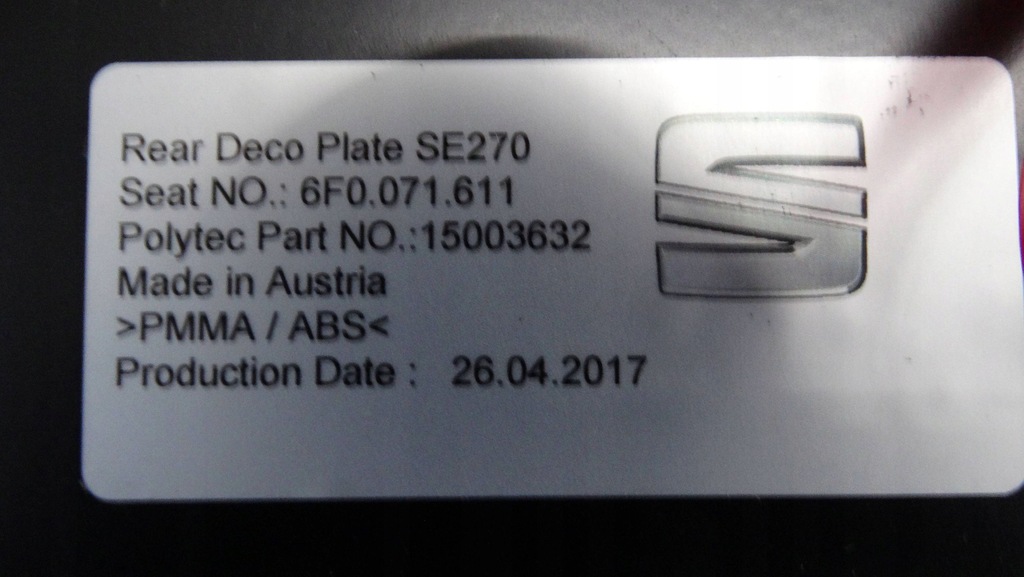 Rear Deco Plate SE270
Seat NO.: 6F0.071.611
Polytec Part NO.:15003632
Made in Austria
>PMMA / ABS<
Production Date : 26.04.2017